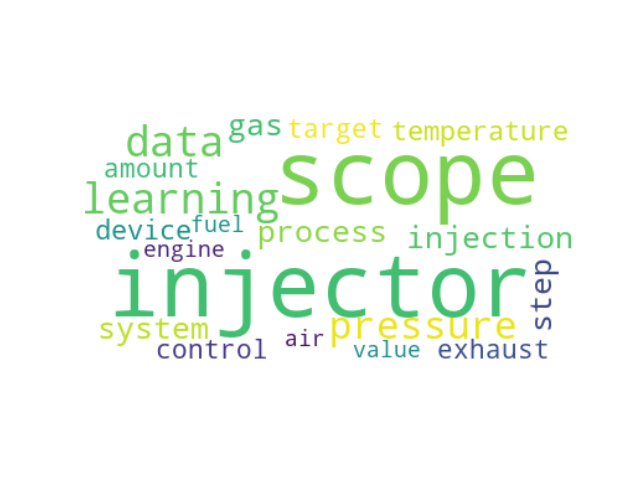 gas target temperature
data scope
amount
learning
device fuel process injection
engine
injector step
system pressure
control air value exhaust